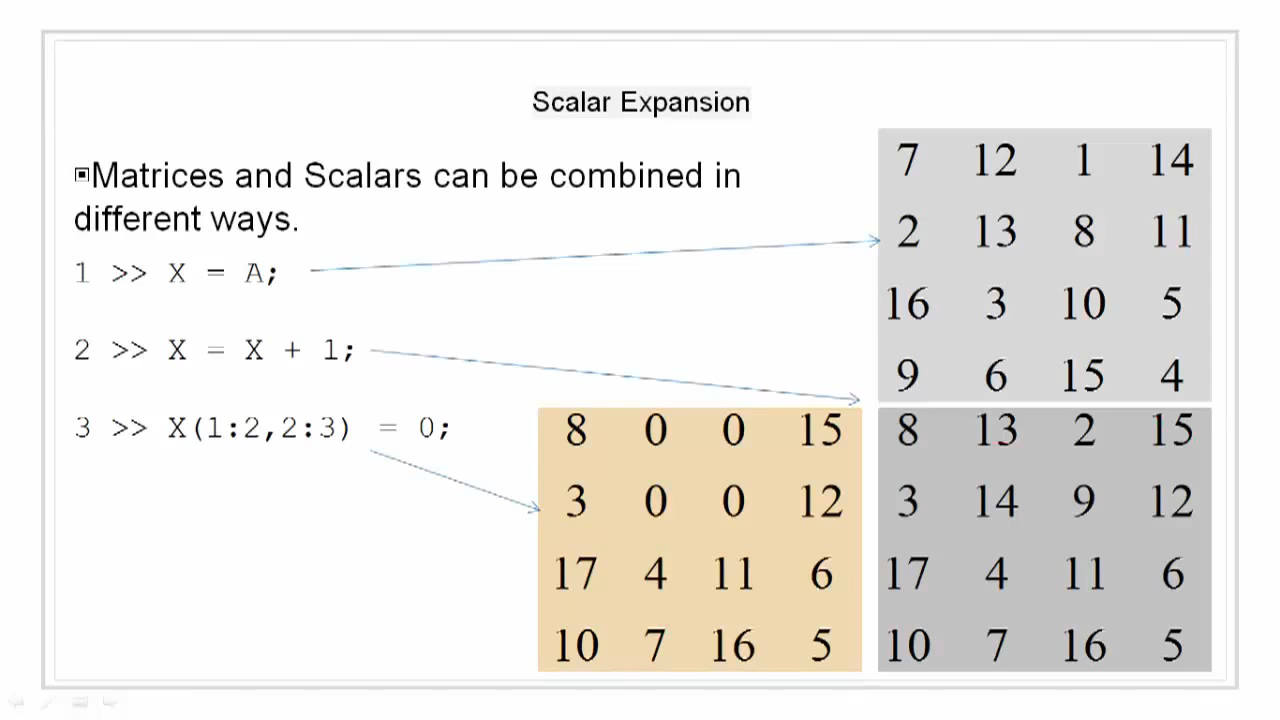 Scalar Expansion
Matrices and Scalars can be combined in
different ways.
1 >> X = A;
2 >> X = X + 1;
3 >> X(1:2,2:3) = 0;
7 12 1 14
2 13 8 11
16 3 10 5
9 6 15 4
8 0 0 15
3 0 0 12
17 4 11 6
10 7 16 5
8 13 2 15
3 14 9 12
17 4 11 6
10 7 16 5